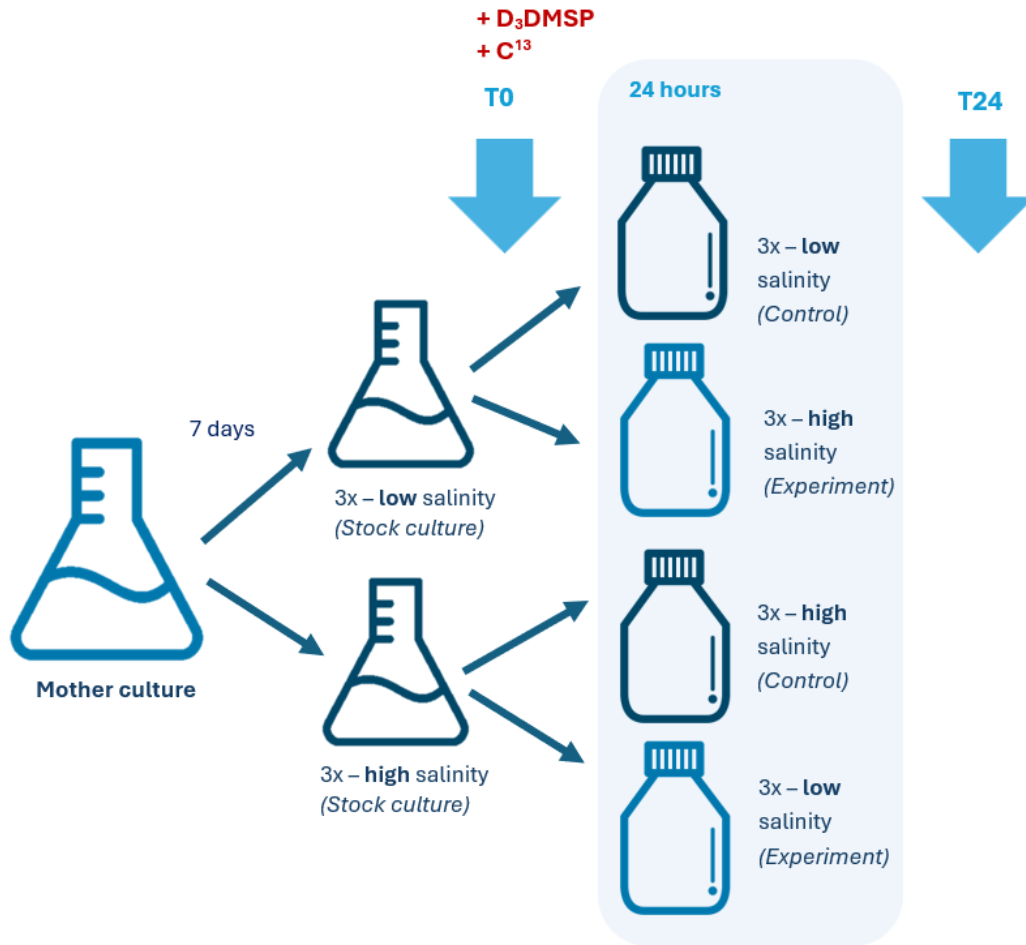 + D₃DMSP
+ C¹³
T0
24 hours
T24
3x – low
salinity
(Control)
3x – high
salinity
(Experiment)
7 days
3x – low salinity
(Stock culture)
Mother culture
3x – high
salinity
(Control)
3x – high salinity
(Stock culture)
3x – low
salinity
(Experiment)